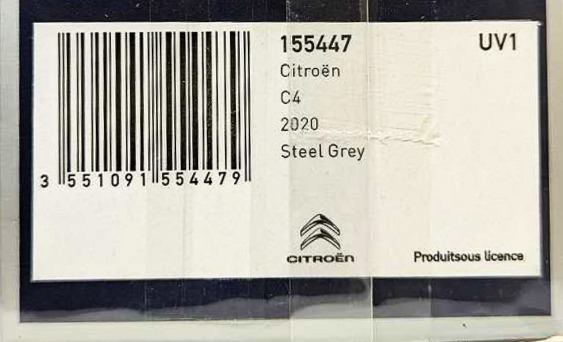 155447
UV1
Citroën
C4
2020
Steel Grey
3 551091 554479
CITROËN
Produitsous licence